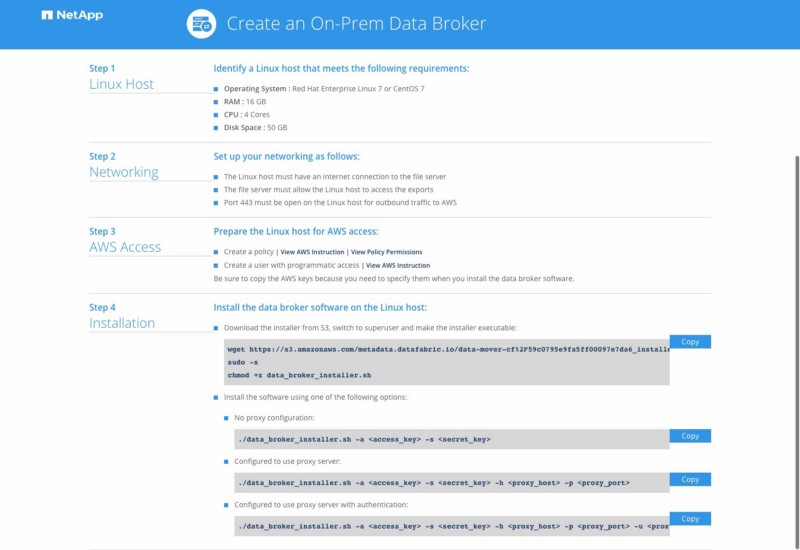 NetApp
Create an On-Prem Data Broker
Step 1
Linux Host
Identify a Linux host that meets the following requirements:
Operating System : Red Hat Enterprise Linux 7 or CentOS 7
RAM : 16 GB
CPU : 4 Cores
Disk Space : 50 GB
Step 2
Networking
Set up your networking as follows:
The Linux host must have an internet connection to the file server
The file server must allow the Linux host to access the exports
Port 443 must be open on the Linux host for outbound traffic to AWS
Step 3
AWS Access
Prepare the Linux host for AWS access:
Create a policy | View AWS Instruction | View Policy Permissions
Create a user with programmatic access | View AWS Instruction
Be sure to copy the AWS keys because you need to specify them when you install the data broker software.
Step 4
Installation
Install the data broker software on the Linux host:
Download the installer from S3, switch to superuser and make the installer executable:
Copy
wget https://s3.amazonaws.com/metadata.datafabric.io/data-mover-cf%2F59c0795e9fa5ff00097e7da6_installe
sudo -s
chmod +x data_broker_installer.sh
Install the software using one of the following options:
No proxy configuration:
Copy
./data_broker_installer.sh -a <access_key> -s <secret_key>
Configured to use proxy server:
Copy
./data_broker_installer.sh -a <access_key> -s <secret_key> -h <proxy_host> -p <proxy_port>
Configured to use proxy server with authentication:
Copy
./data_broker_installer.sh -a <access_key> -s <secret_key> -h <proxy_host> -p <proxy_port> -u <prox